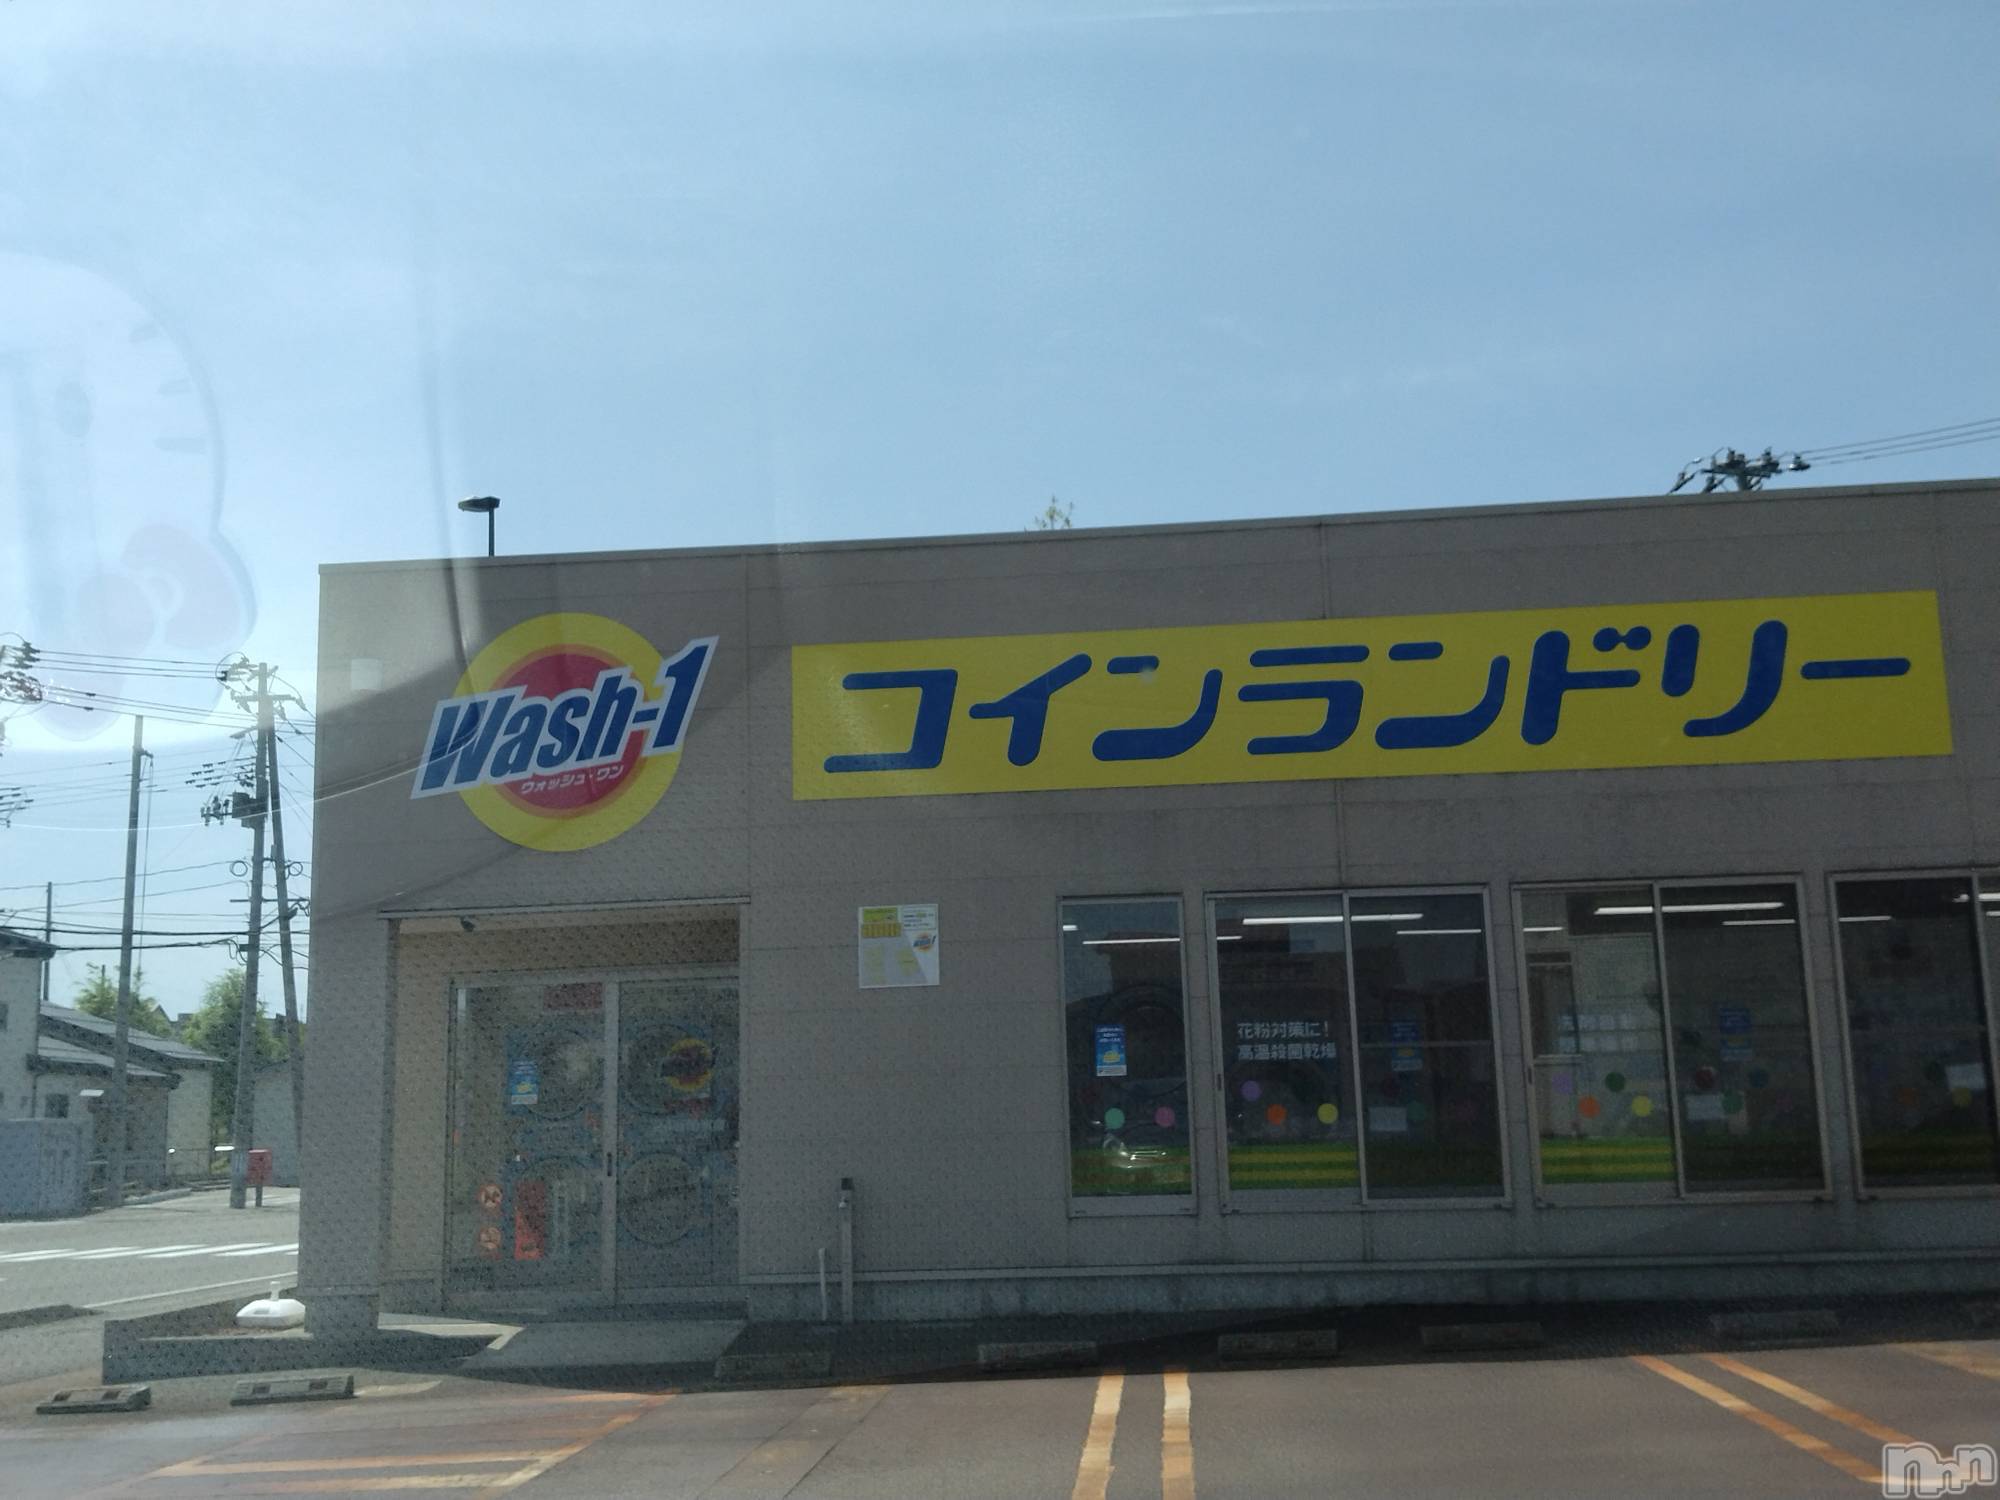 Wash-1
ウォッシュ・ワン
コインランドリー
花粉対策に!
高温殺菌乾燥
nnn